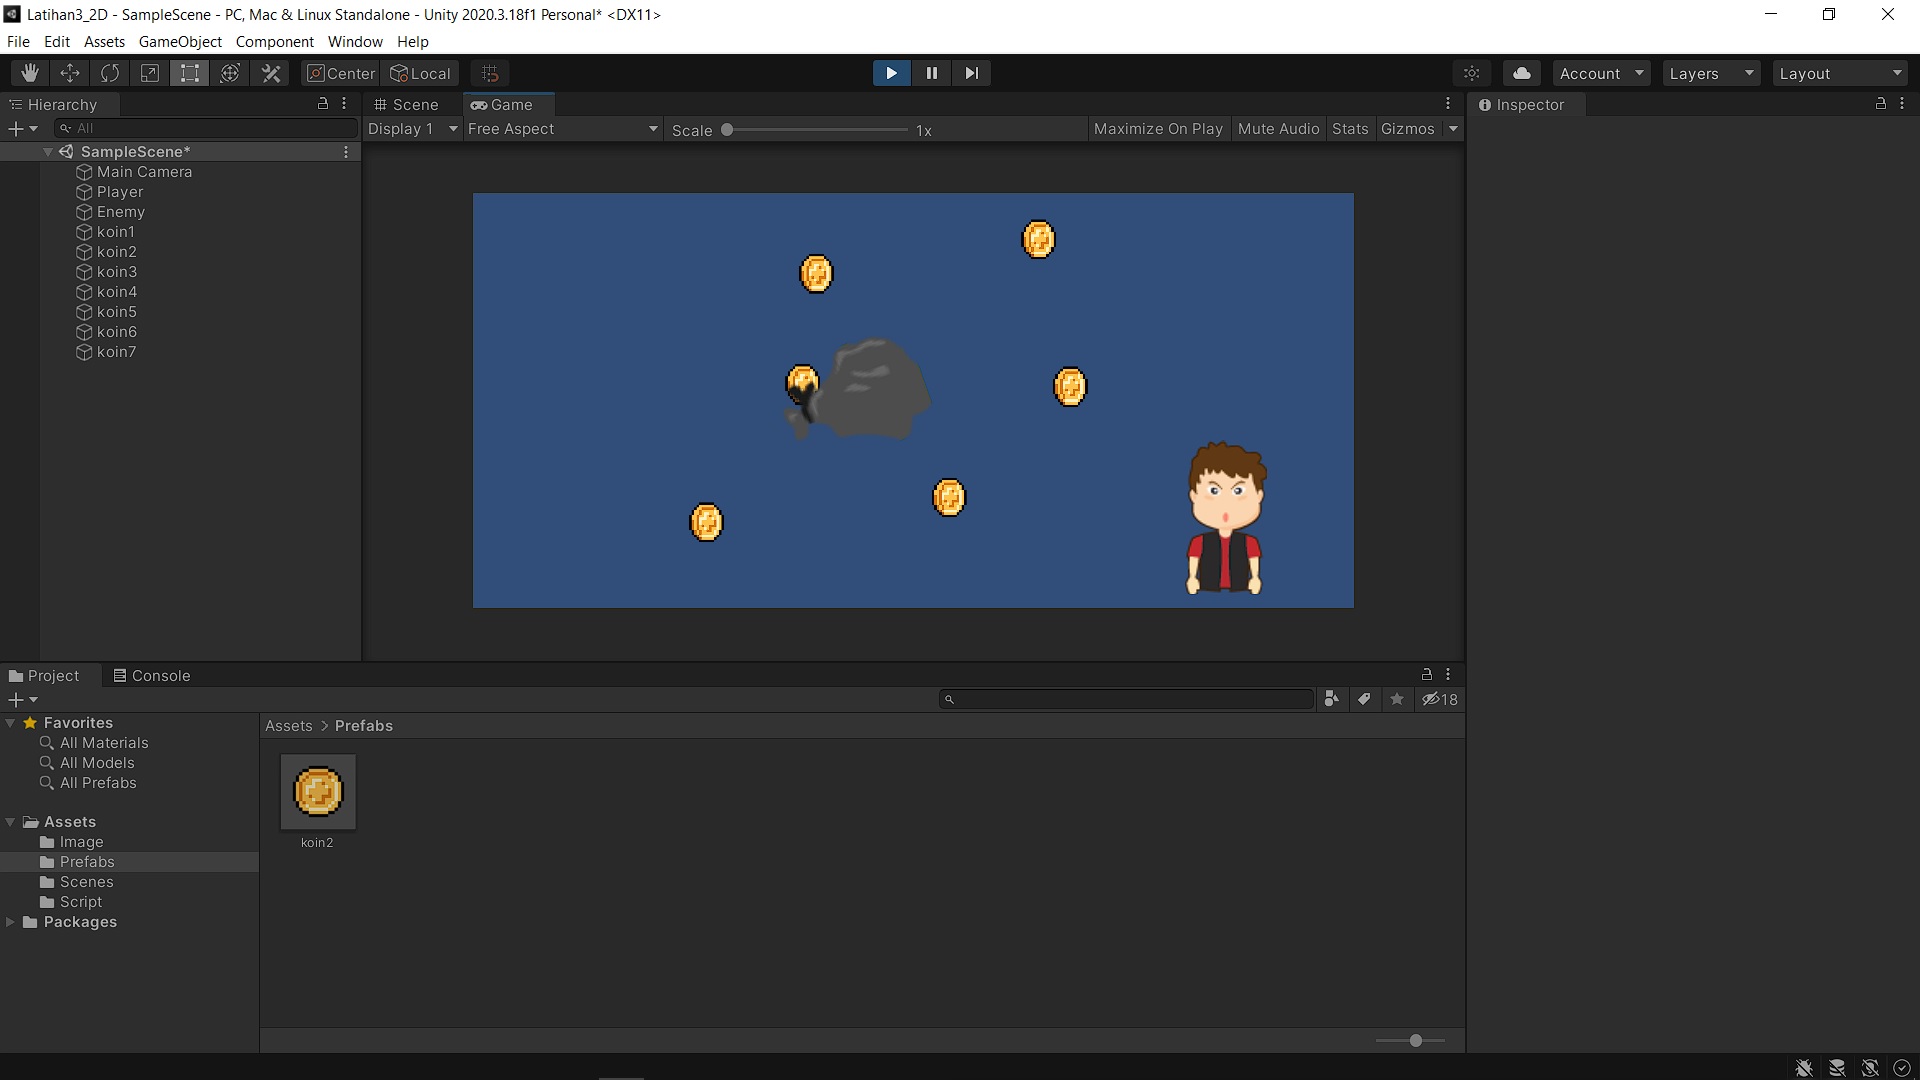 Latihan3_2D - SampleScene - PC, Mac & Linux Standalone - Unity 2020.3.18f1 Personal* <DX11>
File Edit Assets GameObject Component Window Help
Center Local Account Layers Layout
Hierarchy
All
SampleScene*
Main Camera
Player
Enemy
koin1
koin2
koin3
koin4
koin5
koin6
koin7
Scene Game
Display 1 Free Aspect Scale 1x Maximize On Play Mute Audio Stats Gizmos
Inspector
Project Console
18
Favorites
All Materials
All Models
All Prefabs
Assets
Image
Prefabs
Scenes
Script
Packages
Assets > Prefabs
koin2